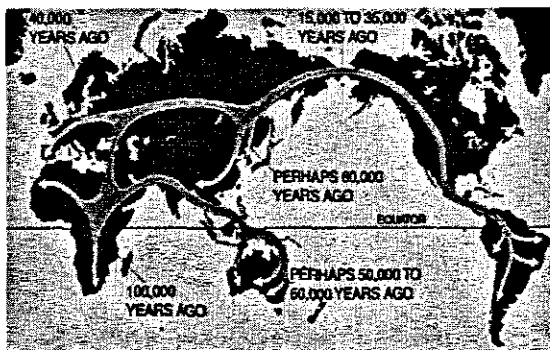 40,000
YEARS AGO
15,000 TO 35,000
YEARS AGO
PERHAPS 60,000
YEARS AGO
EQUATOR
PERHAPS 50,000 TO
60,000 YEARS AGO
100,000
YEARS AGO